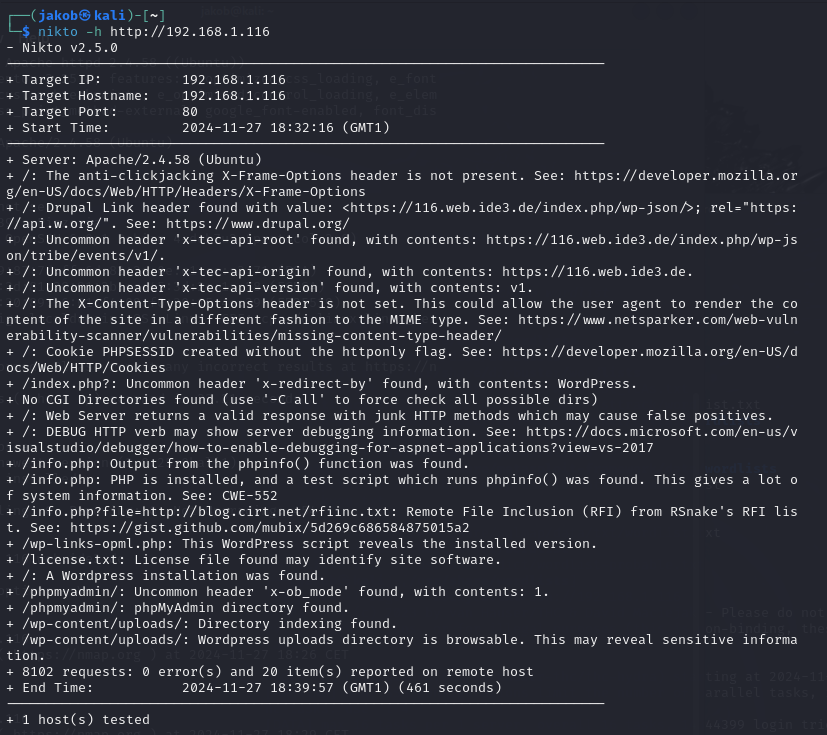 ┌──(jakob㉿kali)-[~]
└─$ nikto -h http://192.168.1.116
- Nikto v2.5.0
---------------------------------------------------------------------------
+ Target IP:          192.168.1.116
+ Target Hostname:    192.168.1.116
+ Target Port:        80
+ Start Time:         2024-11-27 18:32:16 (GMT1)
---------------------------------------------------------------------------
+ Server: Apache/2.4.58 (Ubuntu)
+ /: The anti-clickjacking X-Frame-Options header is not present. See: https://developer.mozilla.or
g/en-US/docs/Web/HTTP/Headers/X-Frame-Options
+ /: Drupal Link header found with value: <https://116.web.ide3.de/index.php/wp-json/>; rel="https:
//api.w.org/". See: https://www.drupal.org/
+ /: Uncommon header 'x-tec-api-root' found, with contents: https://116.web.ide3.de/index.php/wp-js
on/tribe/events/v1/.
+ /: Uncommon header 'x-tec-api-origin' found, with contents: https://116.web.ide3.de.
+ /: Uncommon header 'x-tec-api-version' found, with contents: v1.
+ /: The X-Content-Type-Options header is not set. This could allow the user agent to render the co
ntent of the site in a different fashion to the MIME type. See: https://www.netsparker.com/web-vuln
erability-scanner/vulnerabilities/missing-content-type-header/
+ /: Cookie PHPSESSID created without the httponly flag. See: https://developer.mozilla.org/en-US/d
ocs/Web/HTTP/Cookies
+ /index.php?: Uncommon header 'x-redirect-by' found, with contents: WordPress.
+ No CGI Directories found (use '-C all' to force check all possible dirs)
+ /: Web Server returns a valid response with junk HTTP methods which may cause false positives.
+ /: DEBUG HTTP verb may show server debugging information. See: https://docs.microsoft.com/en-us/v
isualstudio/debugger/how-to-enable-debugging-for-aspnet-applications?view=vs-2017
+ /info.php: Output from the phpinfo() function was found.
+ /info.php: PHP is installed, and a test script which runs phpinfo() was found. This gives a lot o
f system information. See: CWE-552
+ /info.php?file=http://blog.cirt.net/rfiinc.txt: Remote File Inclusion (RFI) from RSnake's RFI lis
t. See: https://gist.github.com/mubix/5d269c686584875015a2
+ /wp-links-opml.php: This WordPress script reveals the installed version.
+ /license.txt: License file found may identify site software.
+ /: A Wordpress installation was found.
+ /phpmyadmin/: Uncommon header 'x-ob_mode' found, with contents: 1.
+ /phpmyadmin/: phpMyAdmin directory found.
+ /wp-content/uploads/: Directory indexing found.
+ /wp-content/uploads/: Wordpress uploads directory is browsable. This may reveal sensitive informa
tion.
+ 8102 requests: 0 error(s) and 20 item(s) reported on remote host
+ End Time:           2024-11-27 18:39:57 (GMT1) (461 seconds)
---------------------------------------------------------------------------
+ 1 host(s) tested